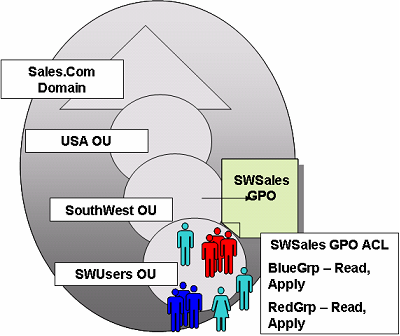 Sales.Com
Domain
USA OU
SWSales
GPO
SouthWest OU
SWUsers OU
SWSales GPO ACL
BlueGrp – Read,
Apply
RedGrp – Read,
Apply